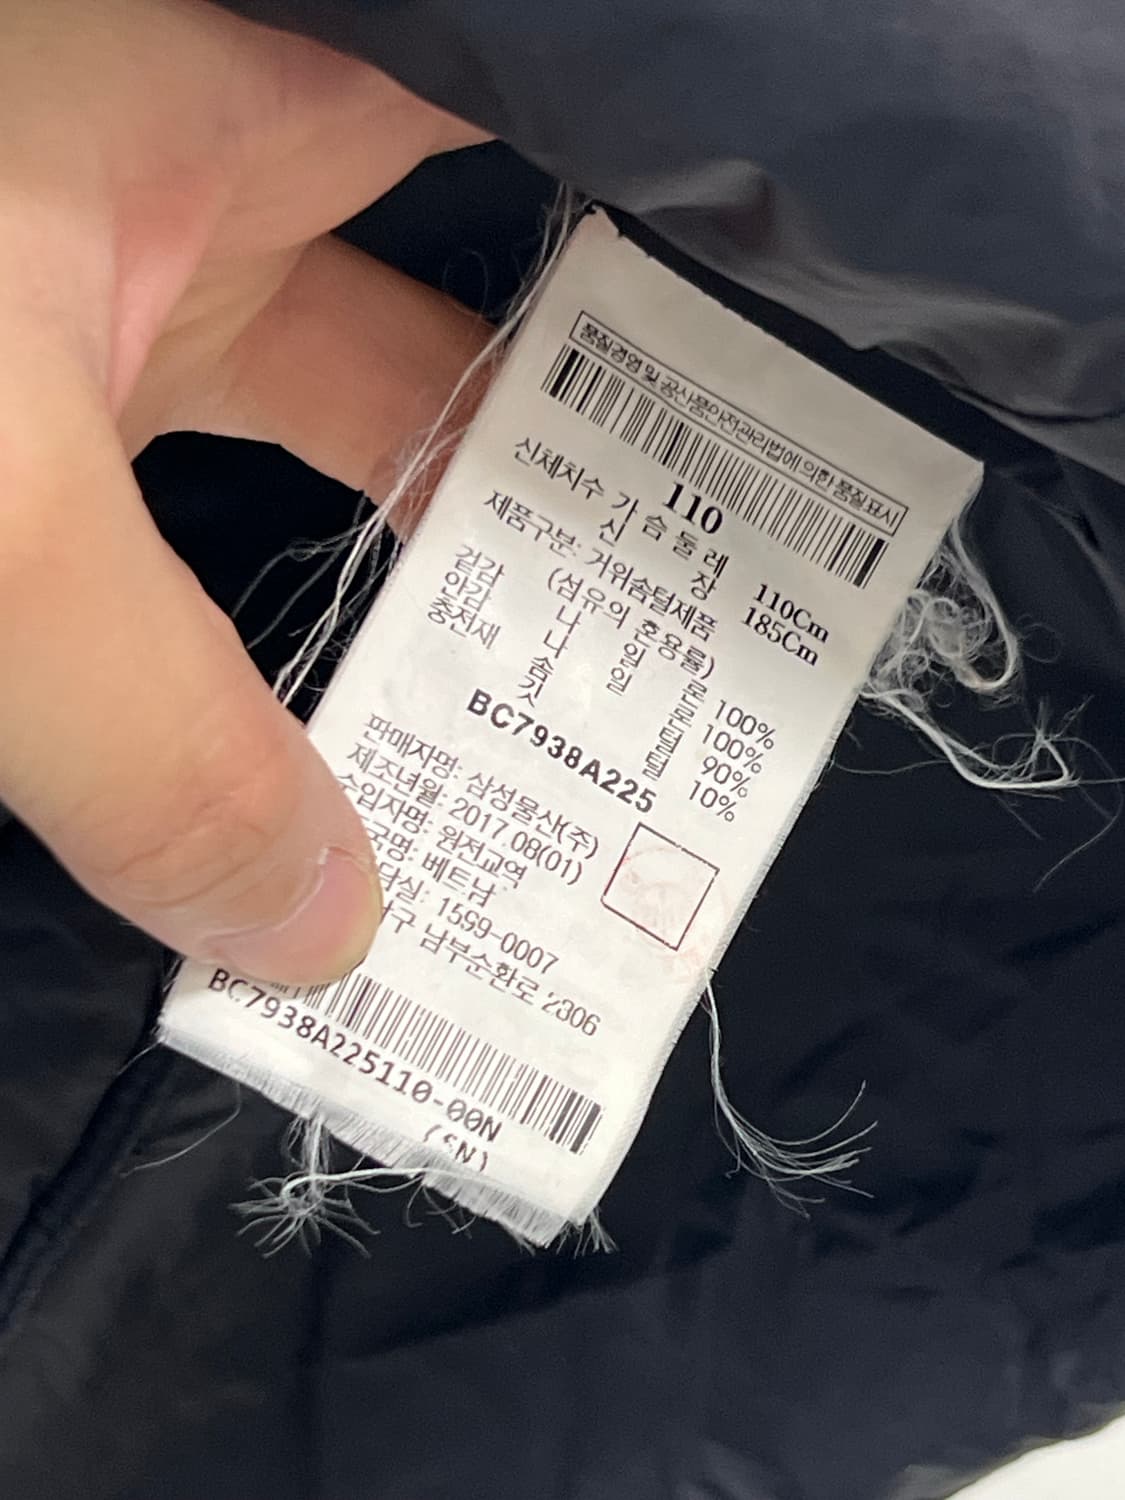 품질경영 및 공산품안전관리법에 의한 품질표시
110
신체치수 가슴둘레 110Cm
신장 185Cm
제품구분: 거위솜털제품
(섬유의 혼용률)
겉감 나일론 100%
안감 나일론 100%
충전재 솜털 90%
깃털 10%
BC7938A225
판매자명: 삼성물산(주)
제조년월: 2017.08(01)
수입자명: 원전교역
국명: 베트남
담실: 1599-0007
구 남부순환로 2806
BC7938A225110-00N
(SN)